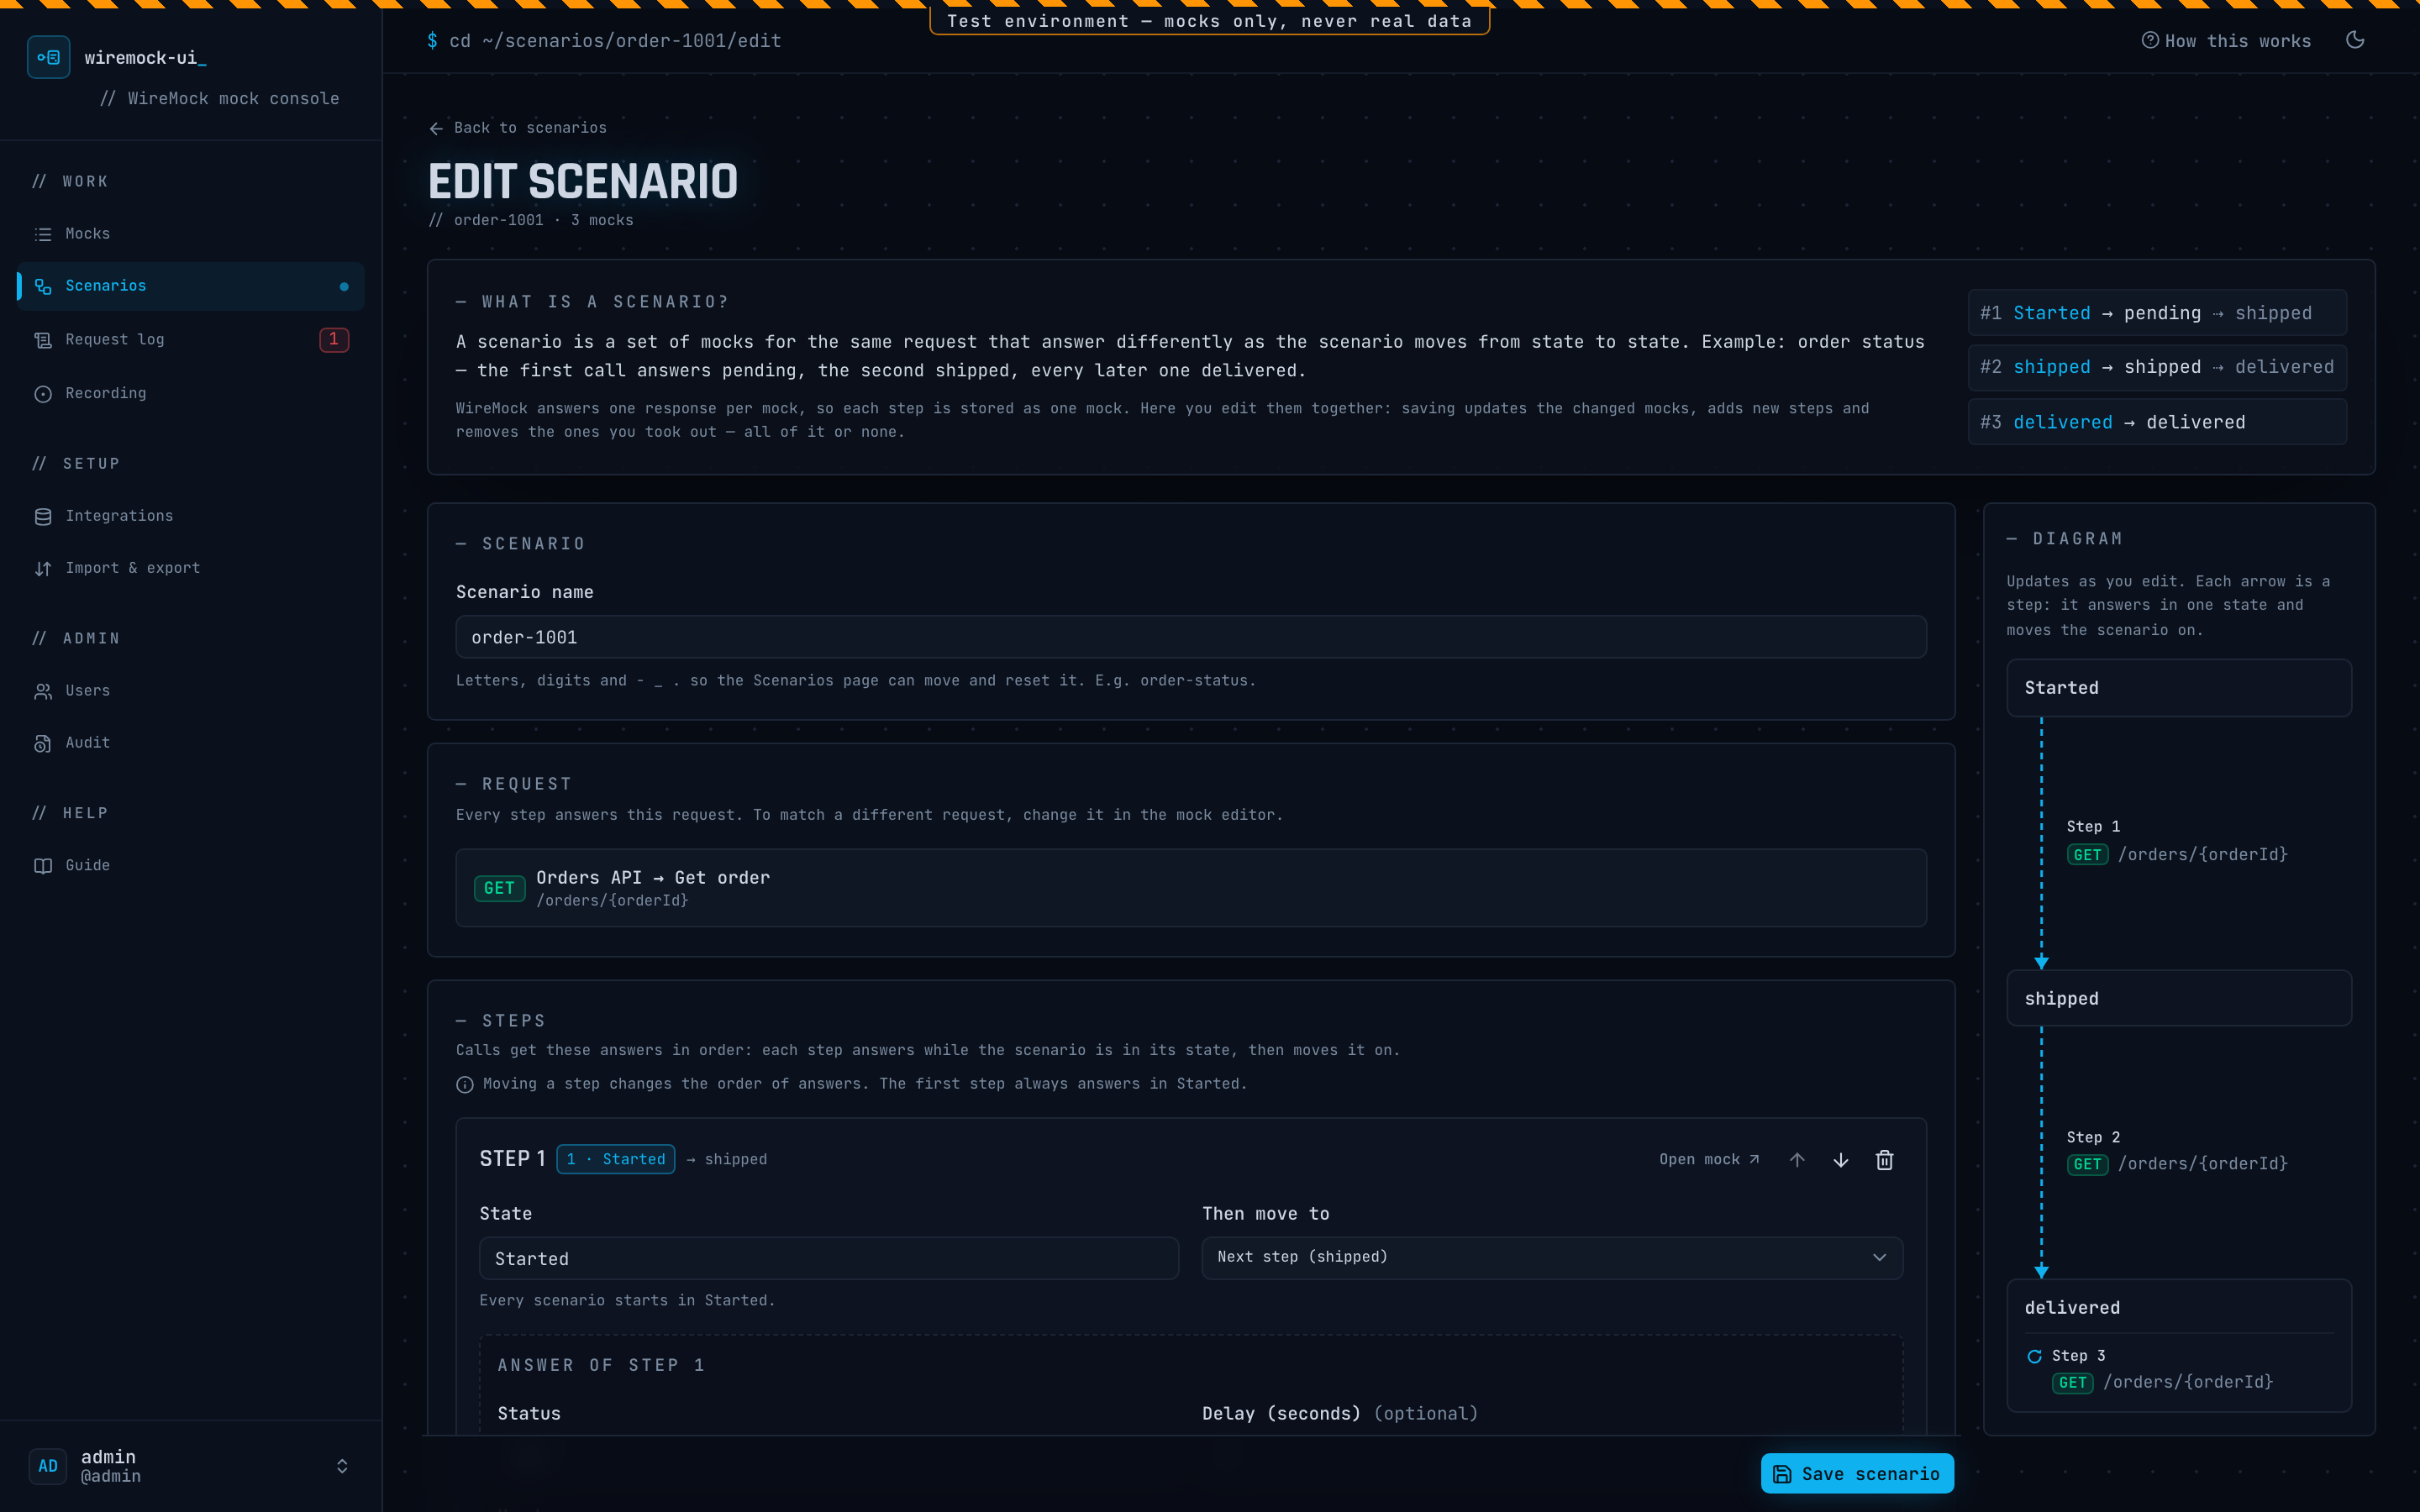 Test environment — mocks only, never real data
wiremock-ui_
// WireMock mock console
$ cd ~/scenarios/order-1001/edit
How this works
// WORK
Mocks
Scenarios
Request log 1
Recording
// SETUP
Integrations
Import & export
// ADMIN
Users
Audit
// HELP
Guide
AD
admin
@admin
← Back to scenarios
EDIT SCENARIO
// order-1001 · 3 mocks
— WHAT IS A SCENARIO?
A scenario is a set of mocks for the same request that answer differently as the scenario moves from state to state. Example: order status
— the first call answers pending, the second shipped, every later one delivered.
WireMock answers one response per mock, so each step is stored as one mock. Here you edit them together: saving updates the changed mocks, adds new steps and
removes the ones you took out — all of it or none.
#1 Started → pending ⇢ shipped
#2 shipped → shipped ⇢ delivered
#3 delivered → delivered
— SCENARIO
Scenario name
order-1001
Letters, digits and - _ . so the Scenarios page can move and reset it. E.g. order-status.
— REQUEST
Every step answers this request. To match a different request, change it in the mock editor.
GET Orders API → Get order
/orders/{orderId}
— STEPS
Calls get these answers in order: each step answers while the scenario is in its state, then moves it on.
Moving a step changes the order of answers. The first step always answers in Started.
STEP 1 1 · Started → shipped
Open mock ↗
State
Started
Every scenario starts in Started.
Then move to
Next step (shipped)
ANSWER OF STEP 1
Status
Delay (seconds) (optional)
Save scenario
— DIAGRAM
Updates as you edit. Each arrow is a
step: it answers in one state and
moves the scenario on.
Started
Step 1
GET /orders/{orderId}
shipped
Step 2
GET /orders/{orderId}
delivered
Step 3
GET /orders/{orderId}